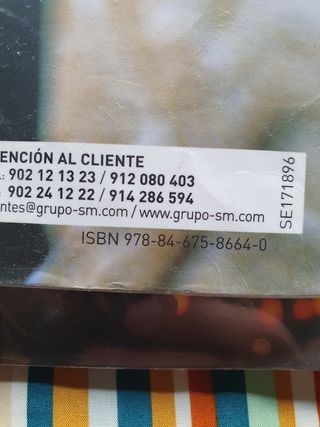 ENCIÓN AL CLIENTE
.: 902 12 13 23 / 912 080 403
: 902 24 12 22 / 914 286 594
ntes@grupo-sm.com / www.grupo-sm.com
SE171896
ISBN 978-84-675-8664-0